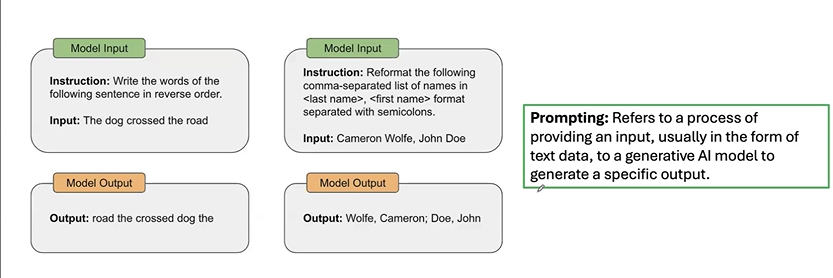 Model Input
Instruction: Write the words of the
following sentence in reverse order.
Input: The dog crossed the road
Model Output
Output: road the crossed dog the
Model Input
Instruction: Reformat the following
comma-separated list of names in
<last name>, <first name> format
separated with semicolons.
Input: Cameron Wolfe, John Doe
Model Output
Output: Wolfe, Cameron; Doe, John
Prompting: Refers to a process of
providing an input, usually in the form of
text data, to a generative AI model to
generate a specific output.